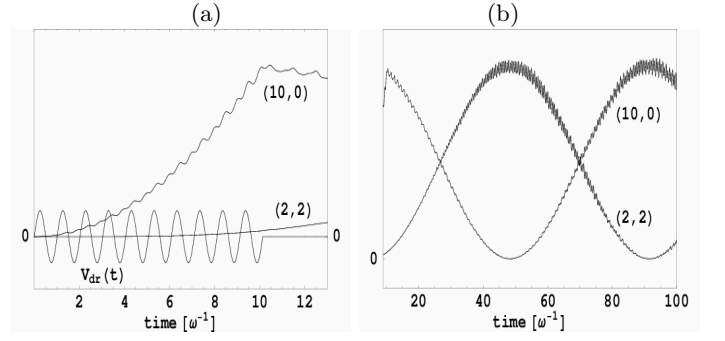 (a)
(10,0)
(2,2)
0
0
V_dr(t)
2 4 6 8 10 12
time [ω⁻¹]
(b)
(10,0)
(2,2)
0
20 40 60 80 100
time [ω⁻¹]